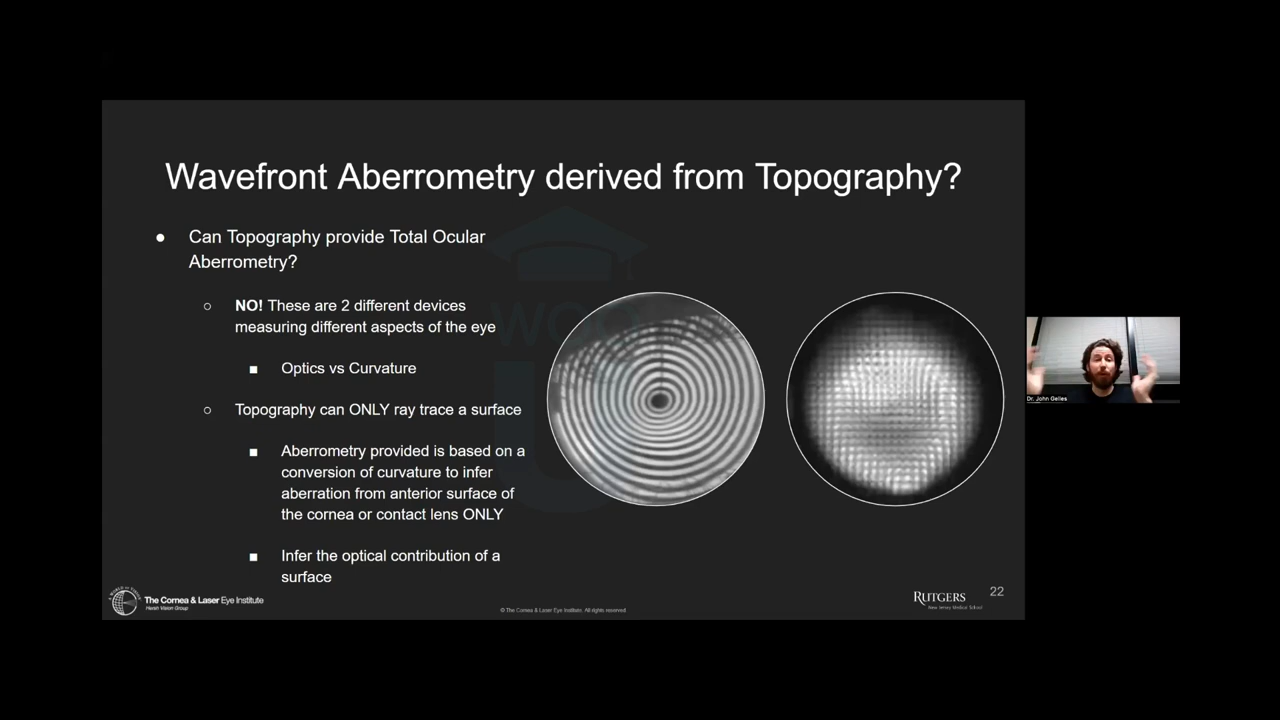 Wavefront Aberrometry derived from Topography?
● Can Topography provide Total Ocular
Aberrometry?
○ NO! These are 2 different devices
measuring different aspects of the eye
■ Optics vs Curvature
○ Topography can ONLY ray trace a surface
■ Aberrometry provided is based on a
conversion of curvature to infer
aberration from anterior surface of
the cornea or contact lens ONLY
■ Infer the optical contribution of a
surface
WOO
U
Dr. John Gelles
The Cornea & Laser Eye Institute
Hersh Vision Group
© The Cornea & Laser Eye Institute. All rights reserved
RUTGERS
New Jersey Medical School
22